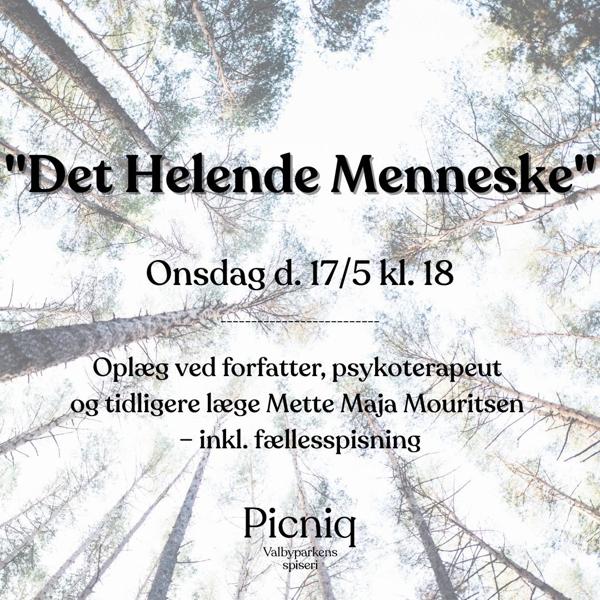 "Det Helende Menneske"
Onsdag d. 17/5 kl. 18
--------------------------
Oplæg ved forfatter, psykoterapeut
og tidligere læge Mette Maja Mouritsen
– inkl. fællesspisning
Picniq
Valbyparkens
spiseri